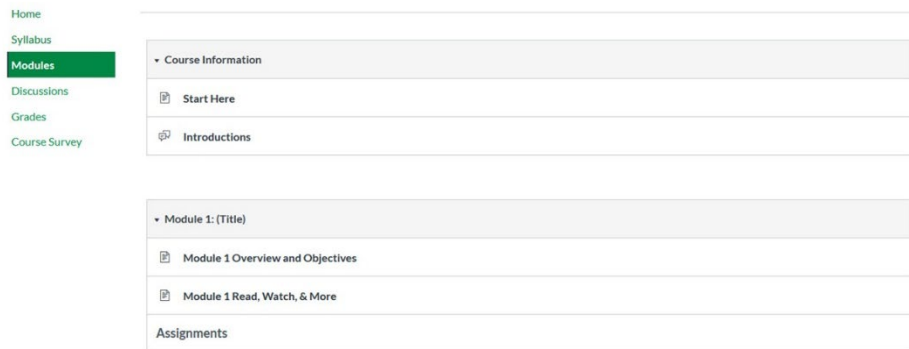 Home
Syllabus
Modules
Discussions
Grades
Course Survey
Course Information
Start Here
Introductions
Module 1: (Title)
Module 1 Overview and Objectives
Module 1 Read, Watch, & More
Assignments